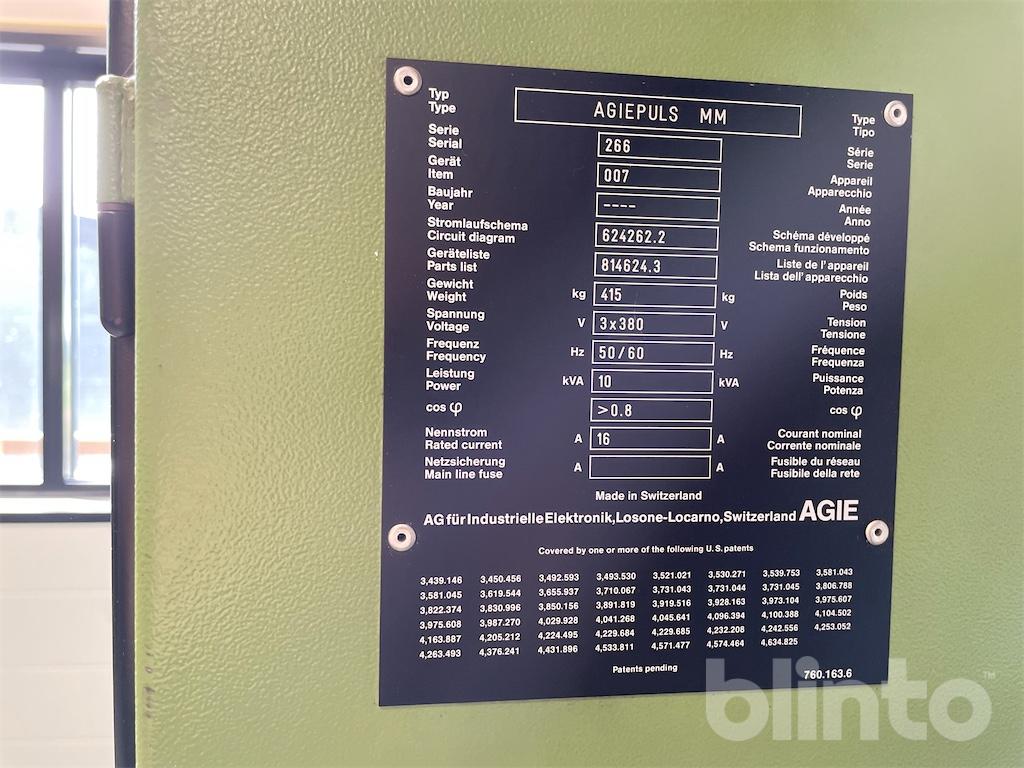 Typ
Type
AGIEPULS MM
Type
Tipo
Serie
Serial
266
Série
Serie
Gerät
Item
007
Appareil
Apparecchio
Baujahr
Year
----
Année
Anno
Stromlaufschema
Circuit diagram
624262.2
Schéma développé
Schema funzionamento
Geräteliste
Parts list
814624.3
Liste de l'appareil
Lista dell'apparecchio
Gewicht
Weight
kg 415 kg
Poids
Peso
Spannung
Voltage
V 3x380 V
Tension
Tensione
Frequenz
Frequency
Hz 50/60 Hz
Fréquence
Frequenza
Leistung
Power
kVA 10 kVA
Puissance
Potenza
cos φ >0.8 cos φ
Nennstrom
Rated current
A 16 A
Courant nominal
Corrente nominale
Netzsicherung
Main line fuse
A A
Fusible du réseau
Fusibile della rete
Made in Switzerland
AG für Industrielle Elektronik, Losone-Locarno, Switzerland AGIE
Covered by one or more of the following U.S. patents
3,439.146 3,450.456 3,492.593 3,493.530 3,521.021 3,530.271 3,539.753 3,581.043
3,581.045 3,619.544 3,655.937 3,710.067 3,731.043 3,731.044 3,731.045 3,806.788
3,822.374 3,830.996 3,850.156 3,891.819 3,919.516 3,928.163 3,973.104 3,975.607
3,975.608 3,987.270 4,029.928 4,041.268 4,045.641 4,096.394 4,100.388 4,104.502
4,163.887 4,205.212 4,224.495 4,229.684 4,229.685 4,232.208 4,242.556 4,253.052
4,263.493 4,376.241 4,431.896 4,533.811 4,571.477 4,574.464 4,634.825
Patents pending
760.163.6
blinto™